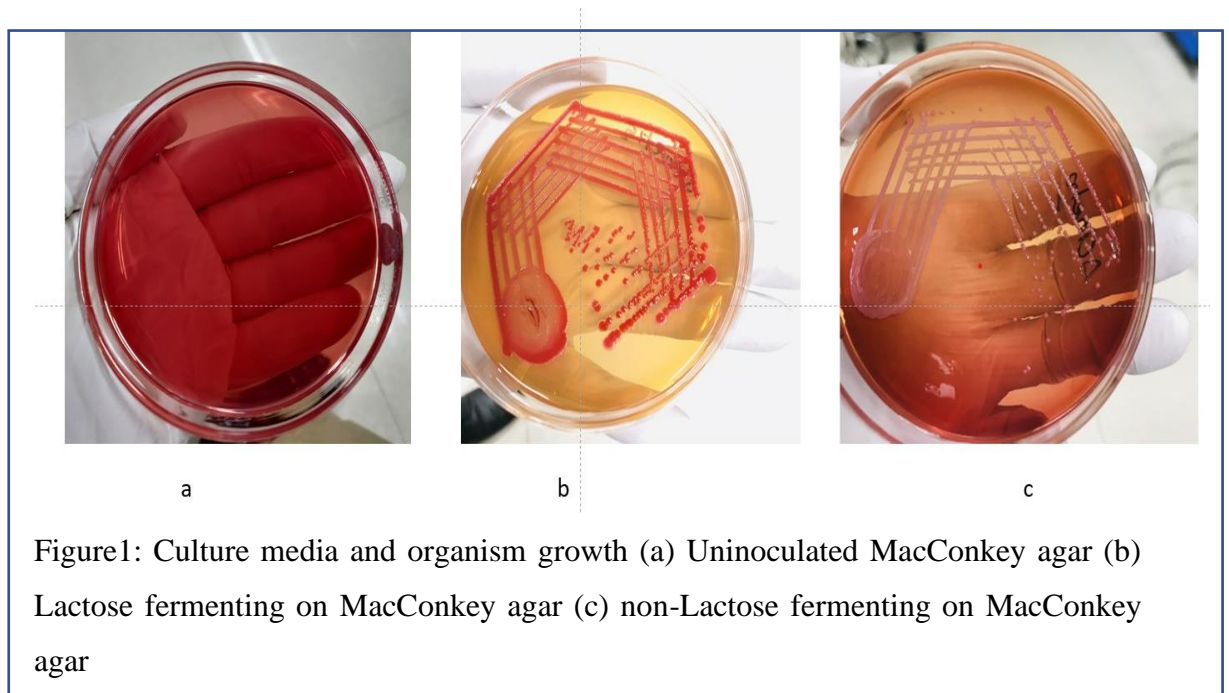 a
b
c
Figure1: Culture media and organism growth (a) Uninoculated MacConkey agar (b)
Lactose fermenting on MacConkey agar (c) non-Lactose fermenting on MacConkey
agar